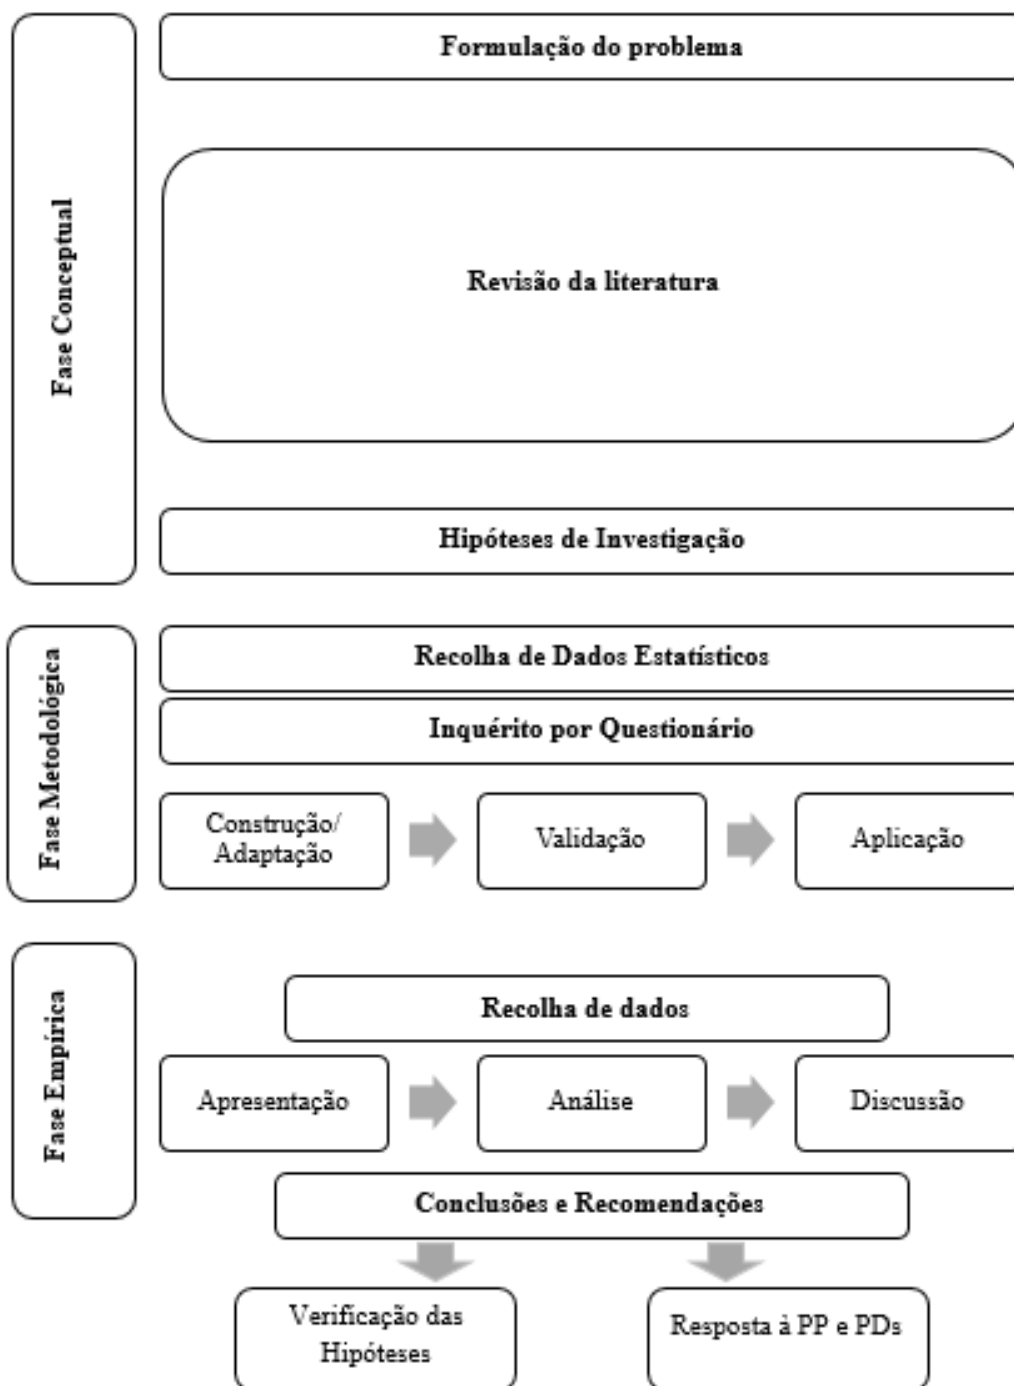 Fase Conceptual
Formulação do problema
Revisão da literatura
Hipóteses de Investigação
Fase Metodológica
Recolha de Dados Estatísticos
Inquérito por Questionário
Construção/
Adaptação
Validação
Aplicação
Fase Empírica
Recolha de dados
Apresentação
Análise
Discussão
Conclusões e Recomendações
Verificação das
Hipóteses
Resposta à PP e PDs